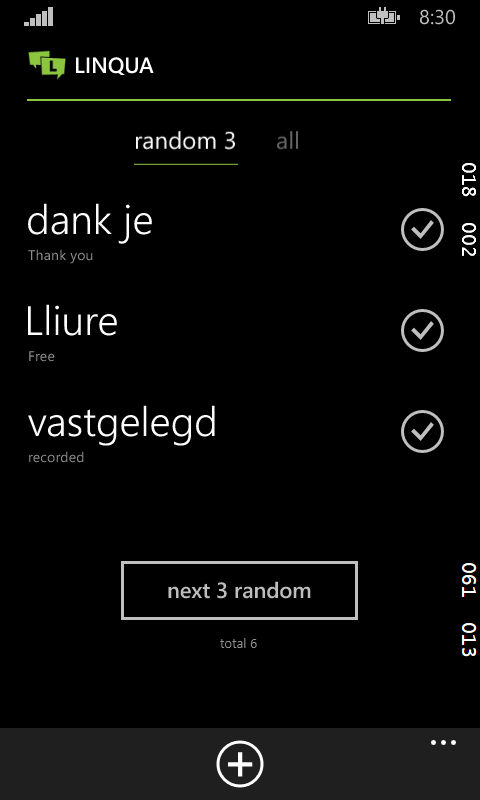 8:30
LINQUA
random 3 all
018 002
dank je
Thank you
Lliure
Free
vastgelegd
recorded
061 013
next 3 random
total 6